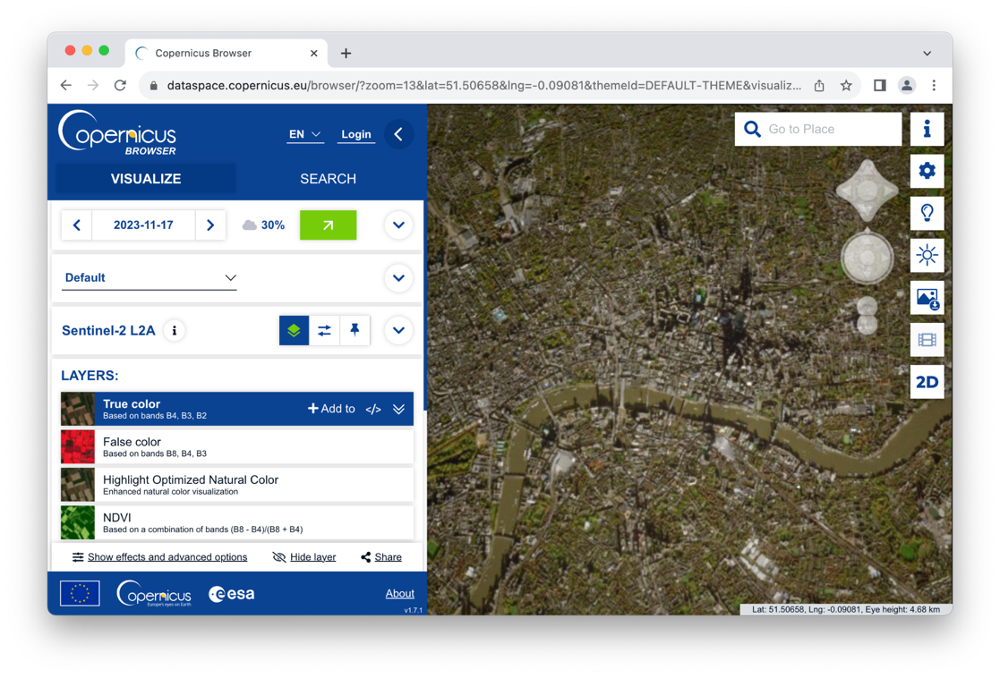 Copernicus Browser
dataspace.copernicus.eu/browser/?zoom=13&lat=51.50658&lng=-0.09081&themeId=DEFAULT-THEME&visualiz...
Copernicus
BROWSER
EN
Login
VISUALIZE
SEARCH
2023-11-17
30%
Default
Sentinel-2 L2A
i
LAYERS:
True color
Based on bands B4, B3, B2
+ Add to
</>
False color
Based on bands B8, B4, B3
Highlight Optimized Natural Color
Enhanced natural color visualization
NDVI
Based on a combination of bands (B8 - B4)/(B8 + B4)
Show effects and advanced options
Hide layer
Share
Copernicus
Europe's eyes on Earth
esa
About
v1.7.1
Go to Place
i
2D
Lat: 51.50658, Lng: -0.09081, Eye height: 4.68 km